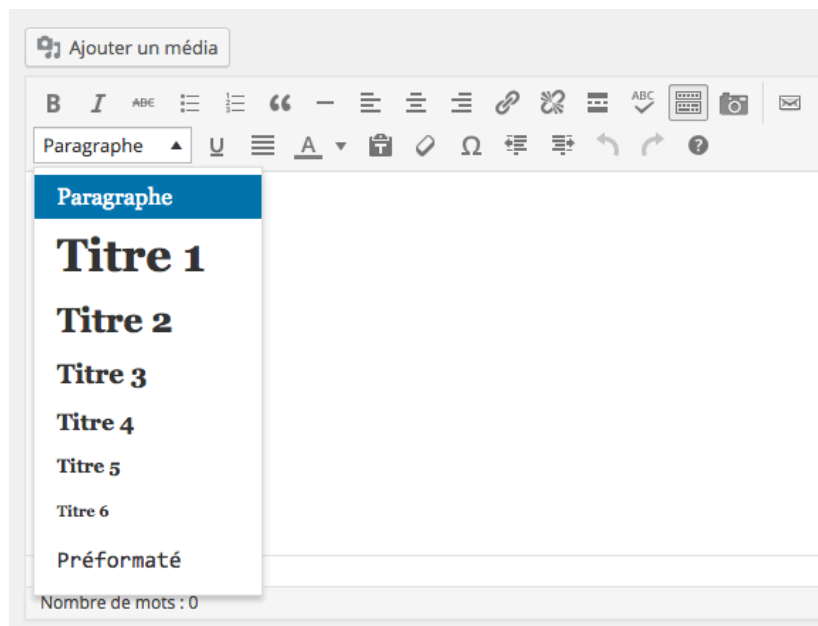 Ajouter un média
B I ABC ABC
Paragraphe U A Ω
Paragraphe
Titre 1
Titre 2
Titre 3
Titre 4
Titre 5
Titre 6
Préformaté
Nombre de mots : 0